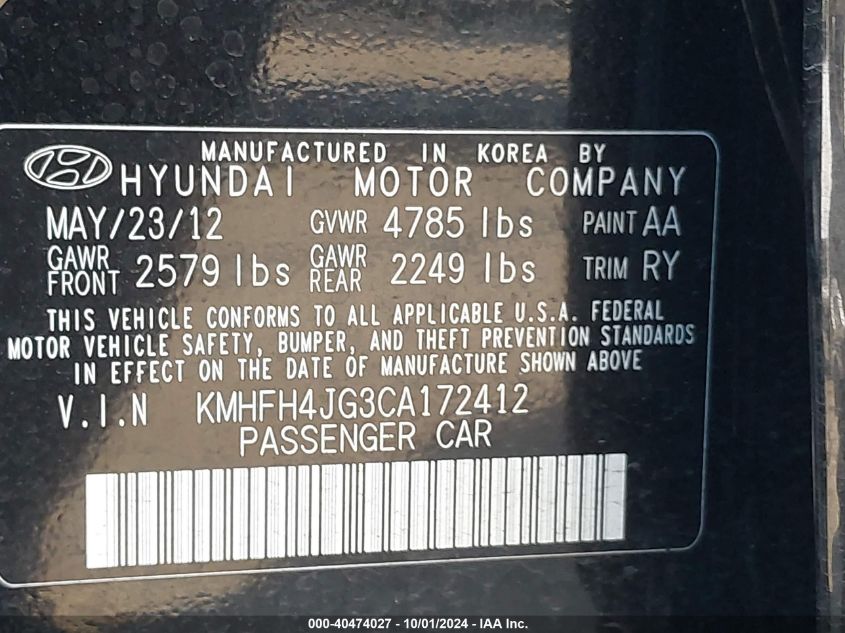 MANUFACTURED IN KOREA BY
HYUNDAI MOTOR COMPANY
MAY/23/12 GVWR 4785 lbs PAINT AA
GAWR FRONT 2579 lbs GAWR REAR 2249 lbs TRIM RY
THIS VEHICLE CONFORMS TO ALL APPLICABLE U.S.A. FEDERAL
MOTOR VEHICLE SAFETY, BUMPER, AND THEFT PREVENTION STANDARDS
IN EFFECT ON THE DATE OF MANUFACTURE SHOWN ABOVE
V.I.N KMHFH4JG3CA172412
PASSENGER CAR
000-40474027 - 10/01/2024 - IAA Inc.